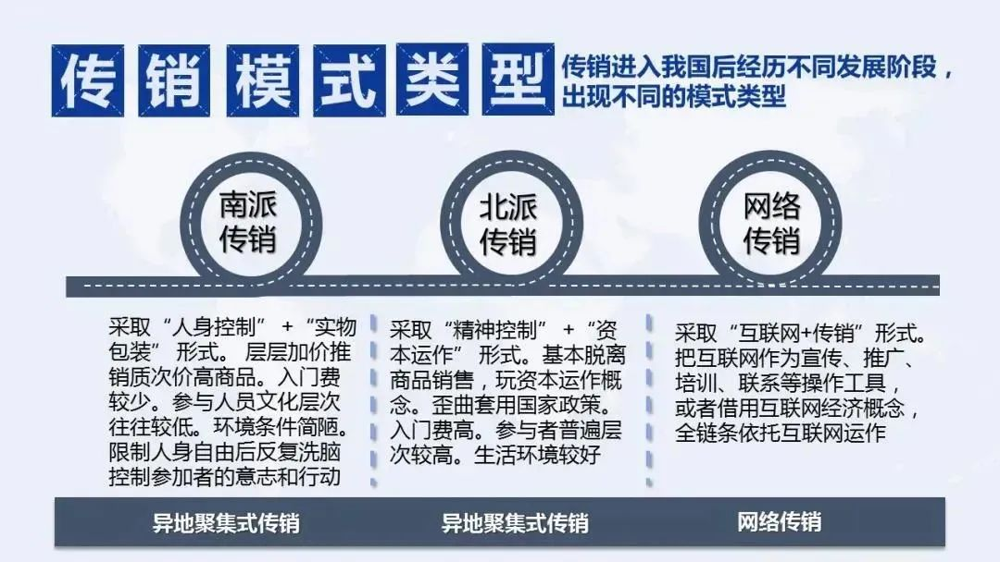 传销模式类型
传销进入我国后经历不同发展阶段，
出现不同的模式类型
南派
传销
北派
传销
网络
传销
采取“人身控制”+“实物
包装”形式。层层加价推
销质次价高商品。入门费
较少。参与人员文化层次
往往较低。环境条件简陋。
限制人身自由后反复洗脑
控制参加者的意志和行动
采取“精神控制”+“资
本运作”形式。基本脱离
商品销售，玩资本运作概
念。歪曲套用国家政策。
入门费高。参与者普遍层
次较高。生活环境较好
采取“互联网+传销”形式。
把互联网作为宣传、推广、
培训、联系等操作工具，
或者借用互联网经济概念，
全链条依托互联网运作
异地聚集式传销
异地聚集式传销
网络传销